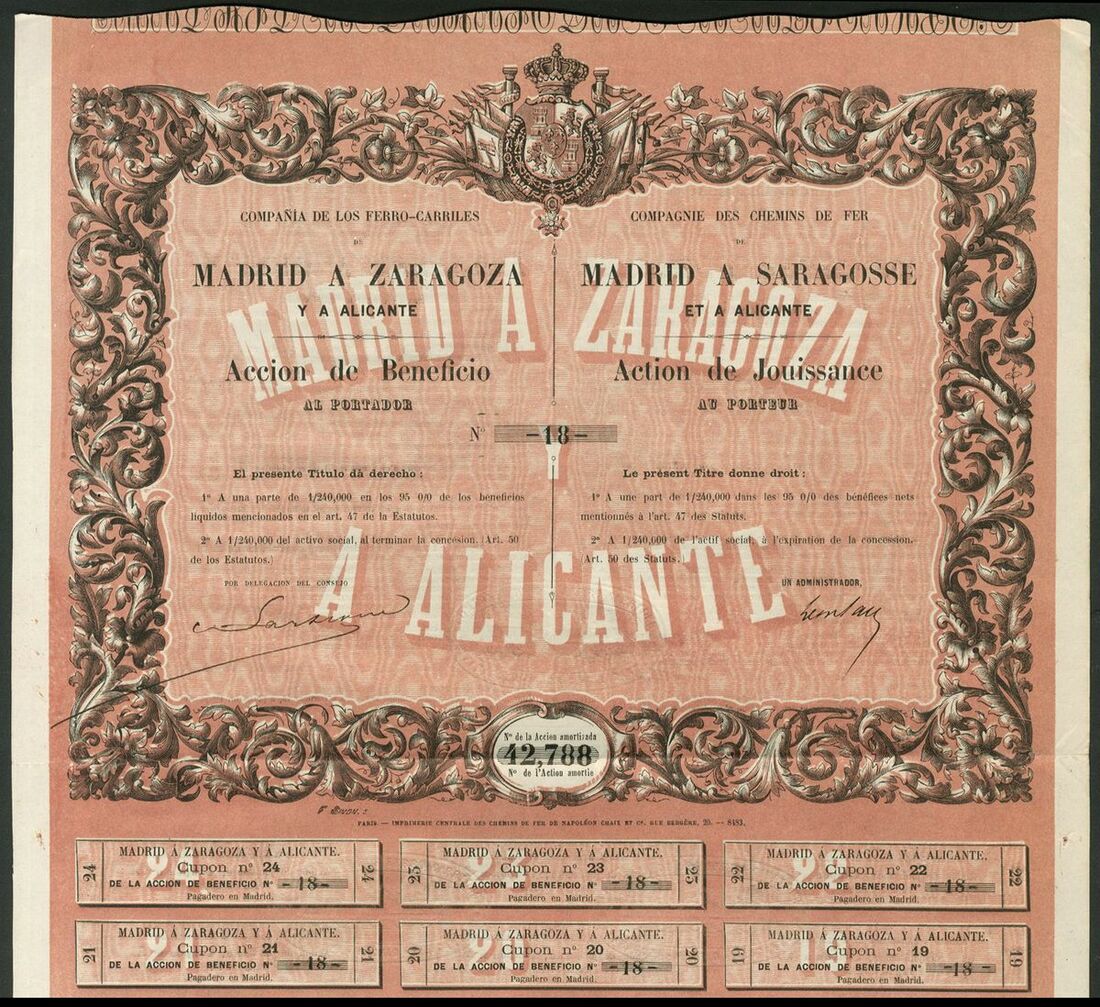 COMPAÑIA DE LOS FERRO-CARRILES
DE
MADRID A ZARAGOZA
Y A ALICANTE
Accion de Beneficio
AL PORTADOR
COMPAGNIE DES CHEMINS DE FER
DE
MADRID A SARAGOSSE
ET A ALICANTE
Action de Jouissance
AU PORTEUR
Nº -18-
El presente Título dá derecho :
1º A una parte de 1/240,000 en los 95 0/0 de los beneficios
líquidos mencionados en el art. 47 de la Estatutos.
2º A 1/240,000 del activo social, al terminar la concesion. (Art. 50
de los Estatutos.)
POR DELEGACION DEL CONSEJO
Le présent Titre donne droit :
1º A une part de 1/240,000 dans les 95 0/0 des bénéfices nets
mentionnés à l'art. 47 des Statuts.
2º A 1/240,000 de l'actif social, à l'expiration de la concession.
(Art. 50 des Statuts.)
UN ADMINISTRADOR,
MADRID A ZARAGOZA
Y
A ALICANTE
Nº de la Accion amortizada
42,788
Nº de l'Action amortie
PARIS. — IMPRIMERIE CENTRALE DES CHEMINS DE FER DE NAPOLÉON CHAIX ET Cº, RUE BERGÈRE, 20. — 8483.
24
MADRID Á ZARAGOZA Y Á ALICANTE.
Cupon nº 24
DE LA ACCION DE BENEFICIO Nº -18-
Pagadero en Madrid.
24
23
MADRID Á ZARAGOZA Y Á ALICANTE.
Cupon nº 23
DE LA ACCION DE BENEFICIO Nº -18-
Pagadero en Madrid.
23
22
MADRID Á ZARAGOZA Y Á ALICANTE.
Cupon nº 22
DE LA ACCION DE BENEFICIO Nº -18-
Pagadero en Madrid.
22
21
MADRID Á ZARAGOZA Y Á ALICANTE.
Cupon nº 21
DE LA ACCION DE BENEFICIO Nº -18-
Pagadero en Madrid.
21
20
MADRID Á ZARAGOZA Y Á ALICANTE.
Cupon nº 20
DE LA ACCION DE BENEFICIO Nº -18-
Pagadero en Madrid.
20
19
MADRID Á ZARAGOZA Y Á ALICANTE.
Cupon nº 19
DE LA ACCION DE BENEFICIO Nº -18-
Pagadero en Madrid.
19